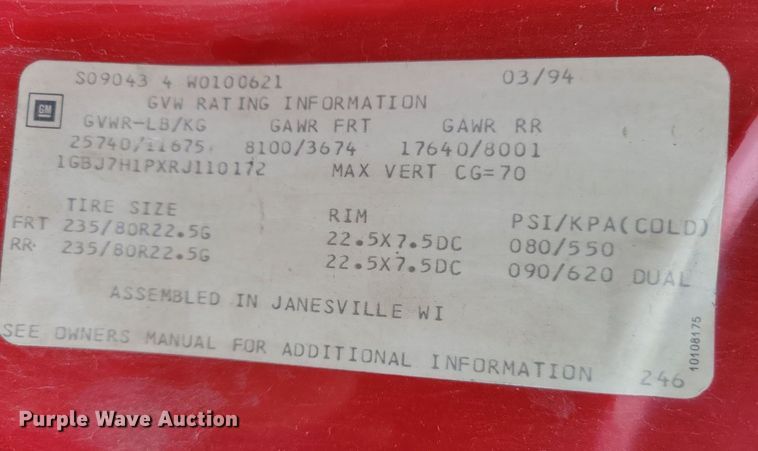 S09043 4 W0100621 03/94
GM
GVW RATING INFORMATION
GVWR-LB/KG GAWR FRT GAWR RR
25740/11675 8100/3674 17640/8001
1GBJ7H1PXRJ110172 MAX VERT CG=70
TIRE SIZE RIM PSI/KPA(COLD)
FRT 235/80R22.5G 22.5X7.5DC 080/550
RR 235/80R22.5G 22.5X7.5DC 090/620 DUAL
ASSEMBLED IN JANESVILLE WI
SEE OWNERS MANUAL FOR ADDITIONAL INFORMATION 246
10108175
Purple Wave Auction